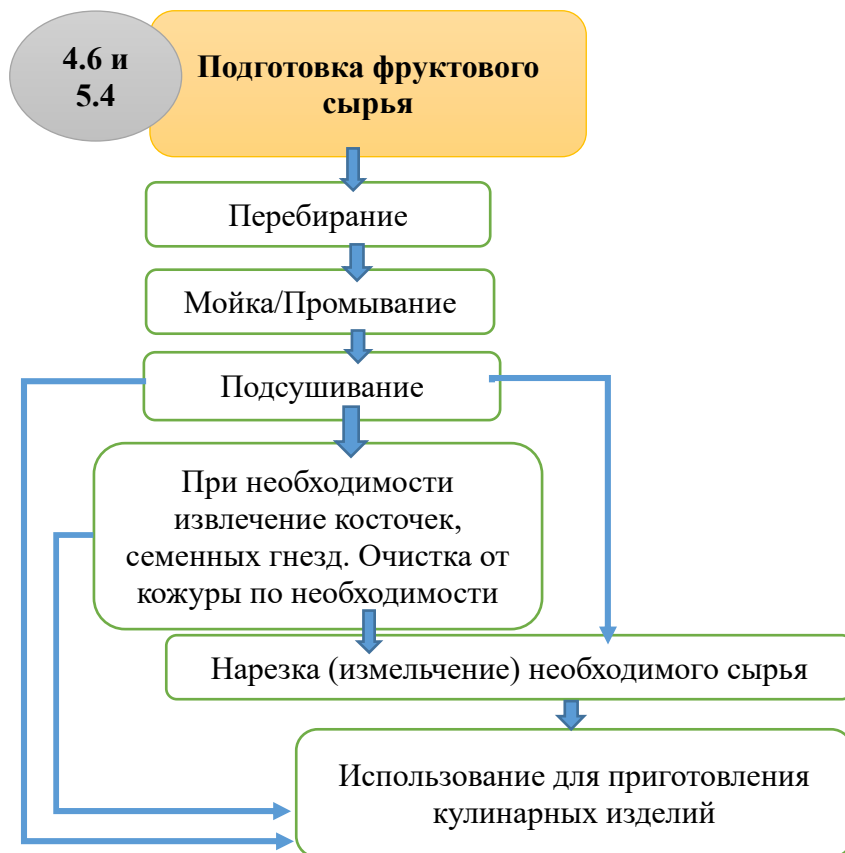 4.6 и
5.4
Подготовка фруктового
сырья
Перебирание
Мойка/Промывание
Подсушивание
При необходимости
извлечение косточек,
семенных гнезд. Очистка от
кожуры по необходимости
Нарезка (измельчение) необходимого сырья
Использование для приготовления
кулинарных изделий